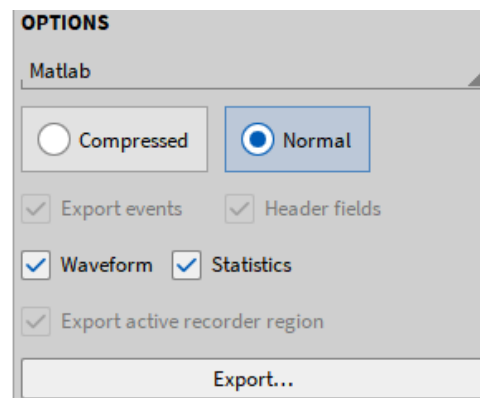 OPTIONS
Matlab
Compressed Normal
Export events Header fields
Waveform Statistics
Export active recorder region
Export...